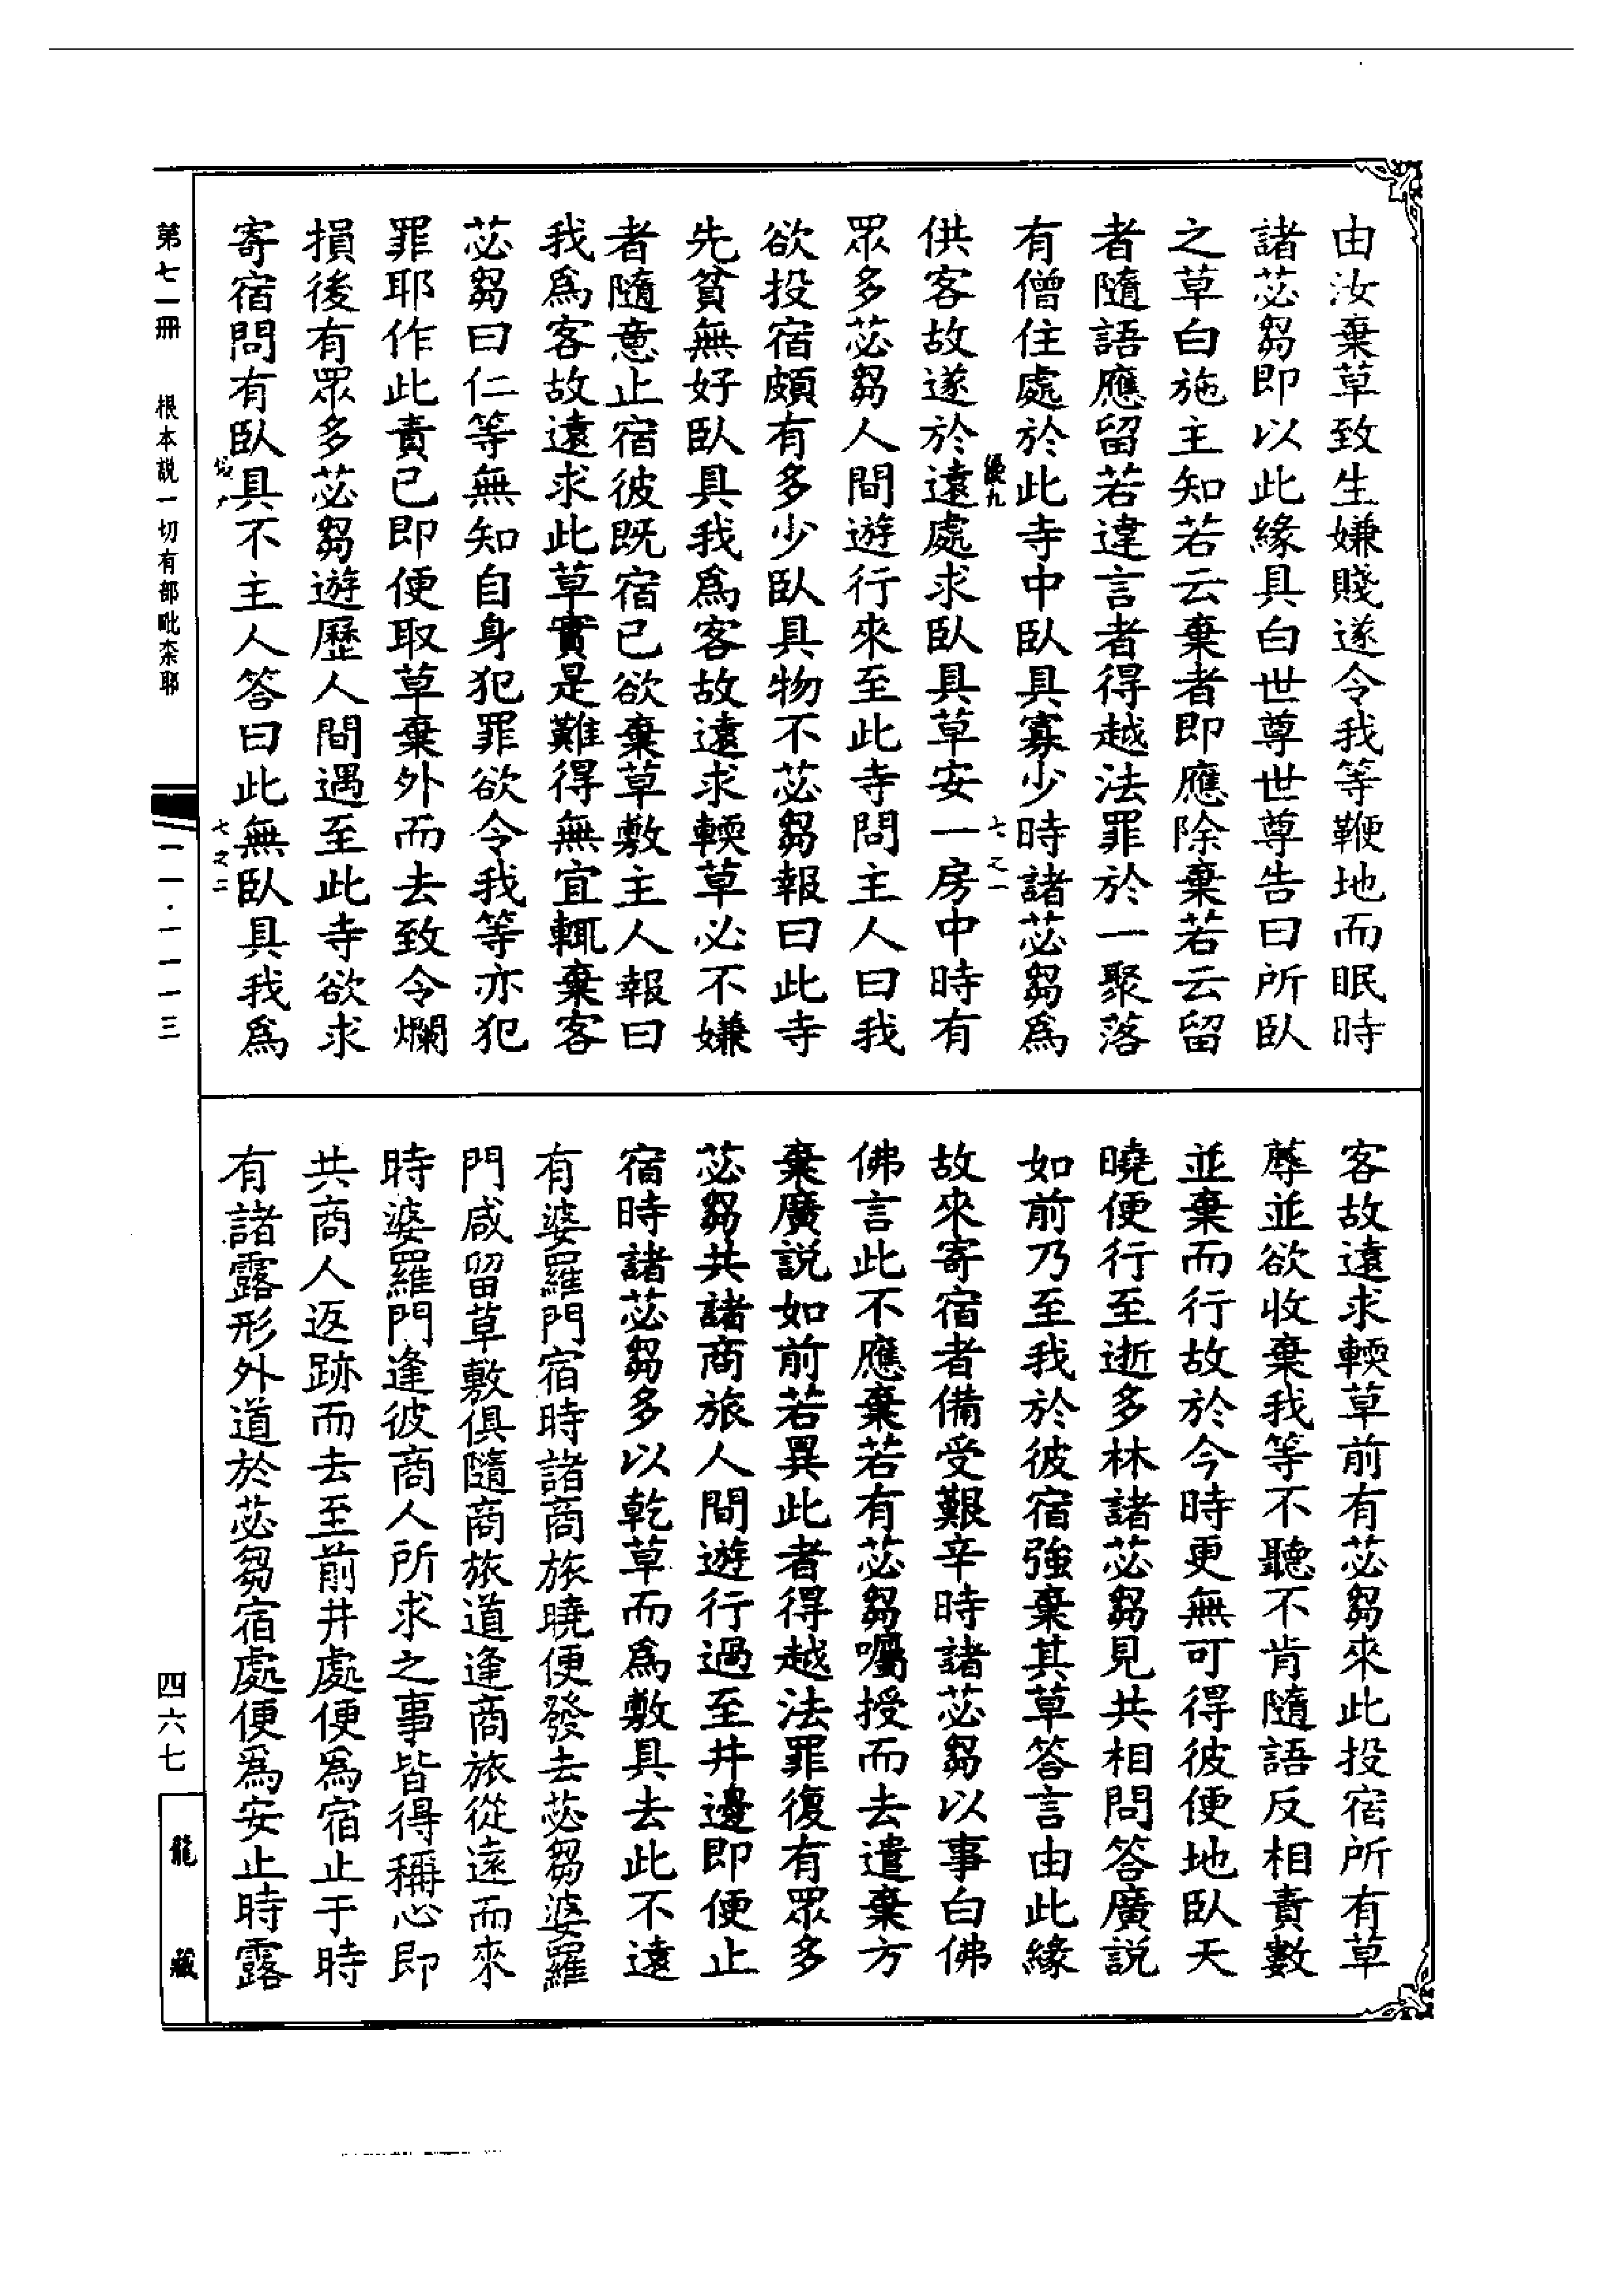 由汝棄草致生嫌賤遂令我等鞭地而眠時
諸苾芻即以此緣具白世尊世尊告曰所臥
之草白施主知若云棄者即應除棄若云留
者隨語應留若違言者得越法罪於一聚落
有僧住處於此寺中臥具寡少時諸苾芻為
七之一
供客故遂於遠處求臥具草安一房中時有
眾多苾芻人間遊行來至此寺問主人曰我
欲投宿頗有多少臥具物不苾芻報曰此寺
先貧無好臥具我為客故遠求輭草必不嫌
者隨意止宿彼既宿已欲棄草敷主人報曰
我為客故遠求此草實是難得無宜輒棄客
苾芻曰仁等無知自身犯罪欲令我等亦犯
罪耶作此責已即便取草棄外而去致令爛
損後有眾多苾芻遊歷人間遇至此寺欲求
寄宿問有臥具不主人答曰此無臥具我為
七之二
客故遠求輭草前有苾芻來此投宿所有草
蓐並欲收棄我等不聽不肯隨語反相責數
並棄而行故於今時更無可得彼便地臥天
曉便行至逝多林諸苾芻見共相問答廣說
如前乃至我於彼宿強棄其草答言由此緣
故來寄宿者備受艱辛時諸苾芻以事白佛
佛言此不應棄若有苾芻囑授而去遣棄方
棄廣說如前若異此者得越法罪復有眾多
苾芻共諸商旅人間遊行過至井邊即便止
宿時諸苾芻多以乾草而為敷具去此不遠
有婆羅門宿時諸商旅曉便發去苾芻婆羅
門咸留草敷俱隨商旅道逢商旅從遠而來
時婆羅門逢彼商人所求之事皆得稱心即
共商人返跡而去至前井處便為宿止于時
有諸露形外道於苾芻宿處便為安止時露
第七一冊 根本說一切有部毗柰耶
一一·一一一三
四六七
龍藏